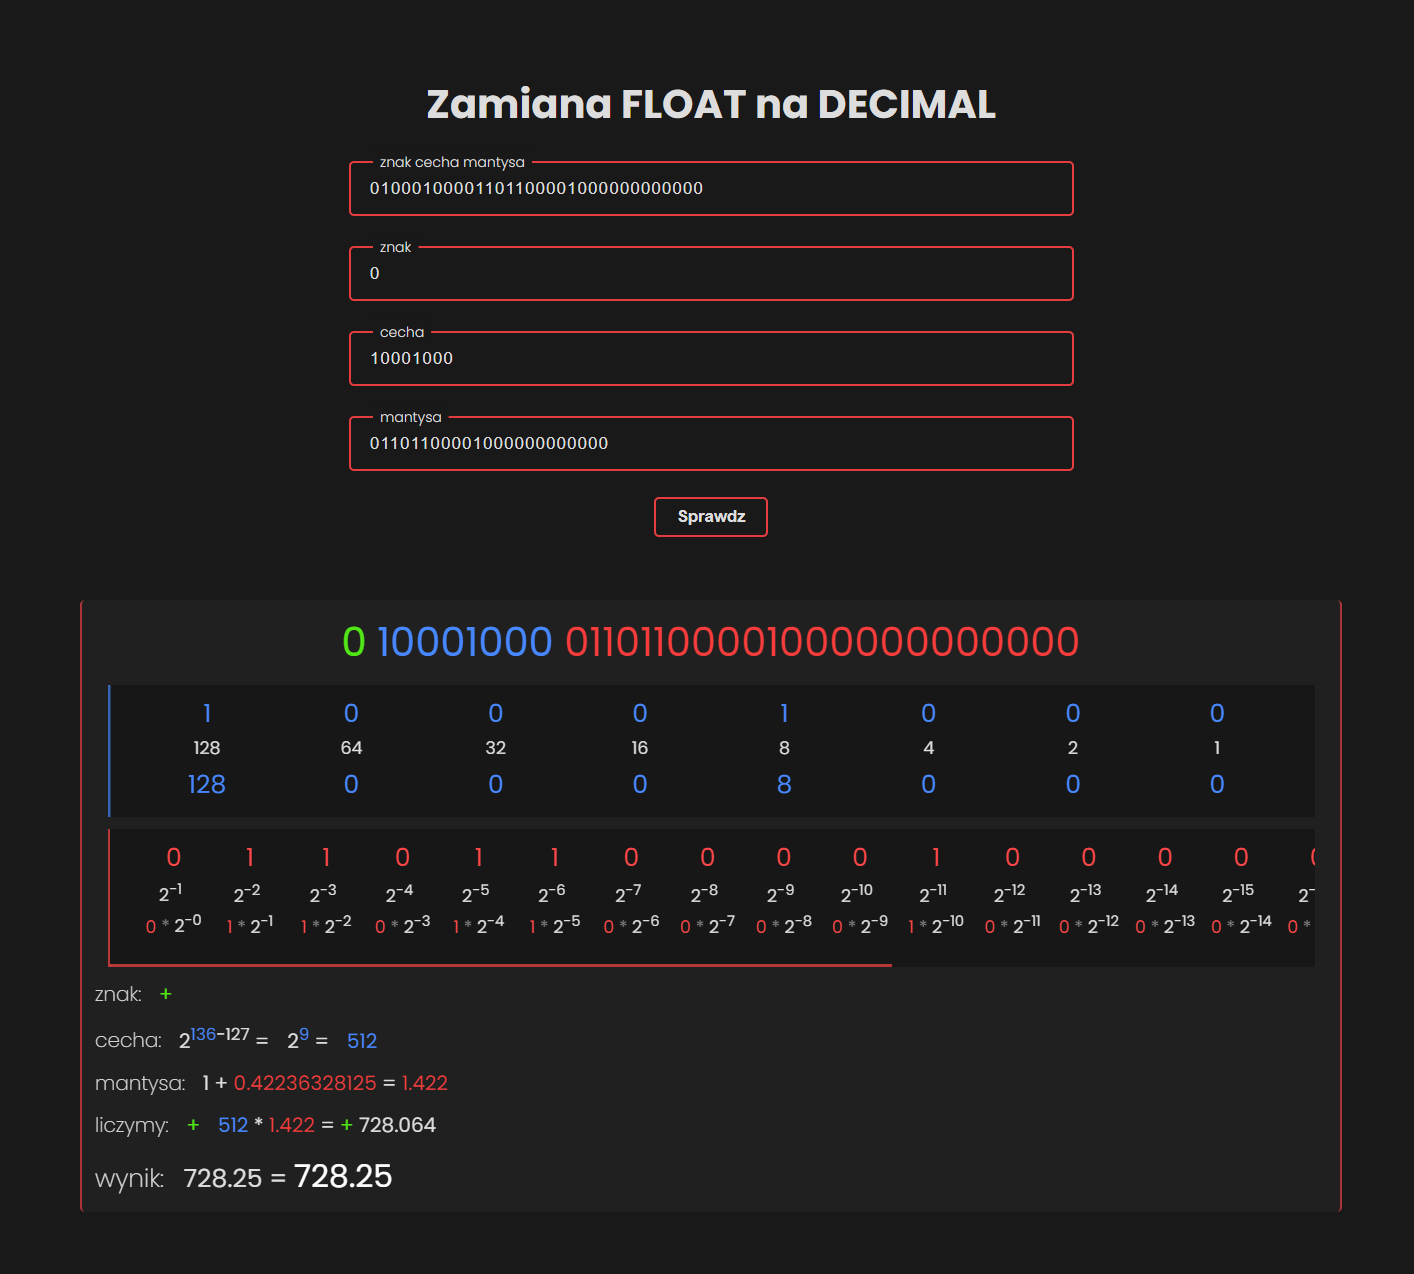 Zamiana FLOAT na DECIMAL
znak cecha mantysa
01000100001101100001000000000000
znak
0
cecha
10001000
mantysa
01101100001000000000000
Sprawdz
0 10001000 01101100001000000000000
1 0 0 0 1 0 0 0
128 64 32 16 8 4 2 1
128 0 0 0 8 0 0 0
0 1 1 0 1 1 0 0 0 0 1 0 0 0 0
2⁻¹ 2⁻² 2⁻³ 2⁻⁴ 2⁻⁵ 2⁻⁶ 2⁻⁷ 2⁻⁸ 2⁻⁹ 2⁻¹⁰ 2⁻¹¹ 2⁻¹² 2⁻¹³ 2⁻¹⁴ 2⁻¹⁵
0 * 2⁻⁰ 1 * 2⁻¹ 1 * 2⁻² 0 * 2⁻³ 1 * 2⁻⁴ 1 * 2⁻⁵ 0 * 2⁻⁶ 0 * 2⁻⁷ 0 * 2⁻⁸ 0 * 2⁻⁹ 1 * 2⁻¹⁰ 0 * 2⁻¹¹ 0 * 2⁻¹² 0 * 2⁻¹³ 0 * 2⁻¹⁴ 0 *
znak: +
cecha: 2¹³⁶⁻¹²⁷ = 2⁹ = 512
mantysa: 1 + 0.42236328125 = 1.422
liczymy: + 512 * 1.422 = + 728.064
wynik: 728.25 = 728.25